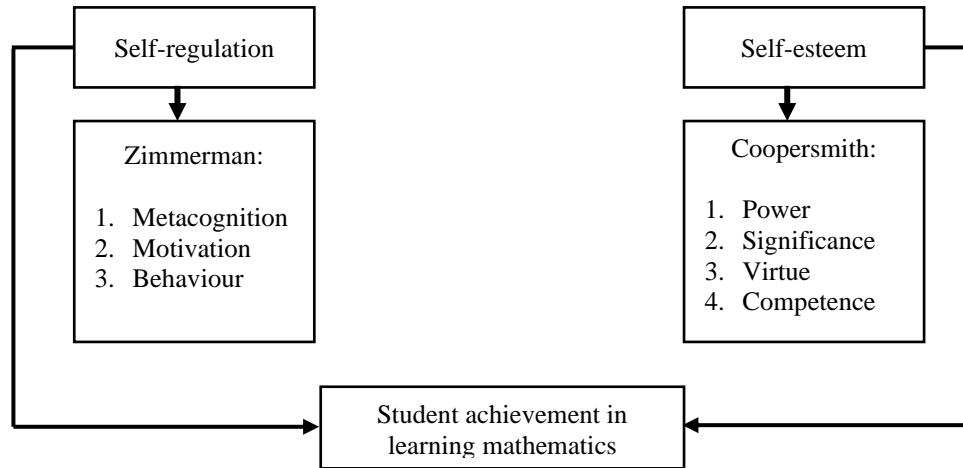 Self-regulation
Self-esteem
Zimmerman:
1. Metacognition
2. Motivation
3. Behaviour
Coopersmith:
1. Power
2. Significance
3. Virtue
4. Competence
Student achievement in
learning mathematics